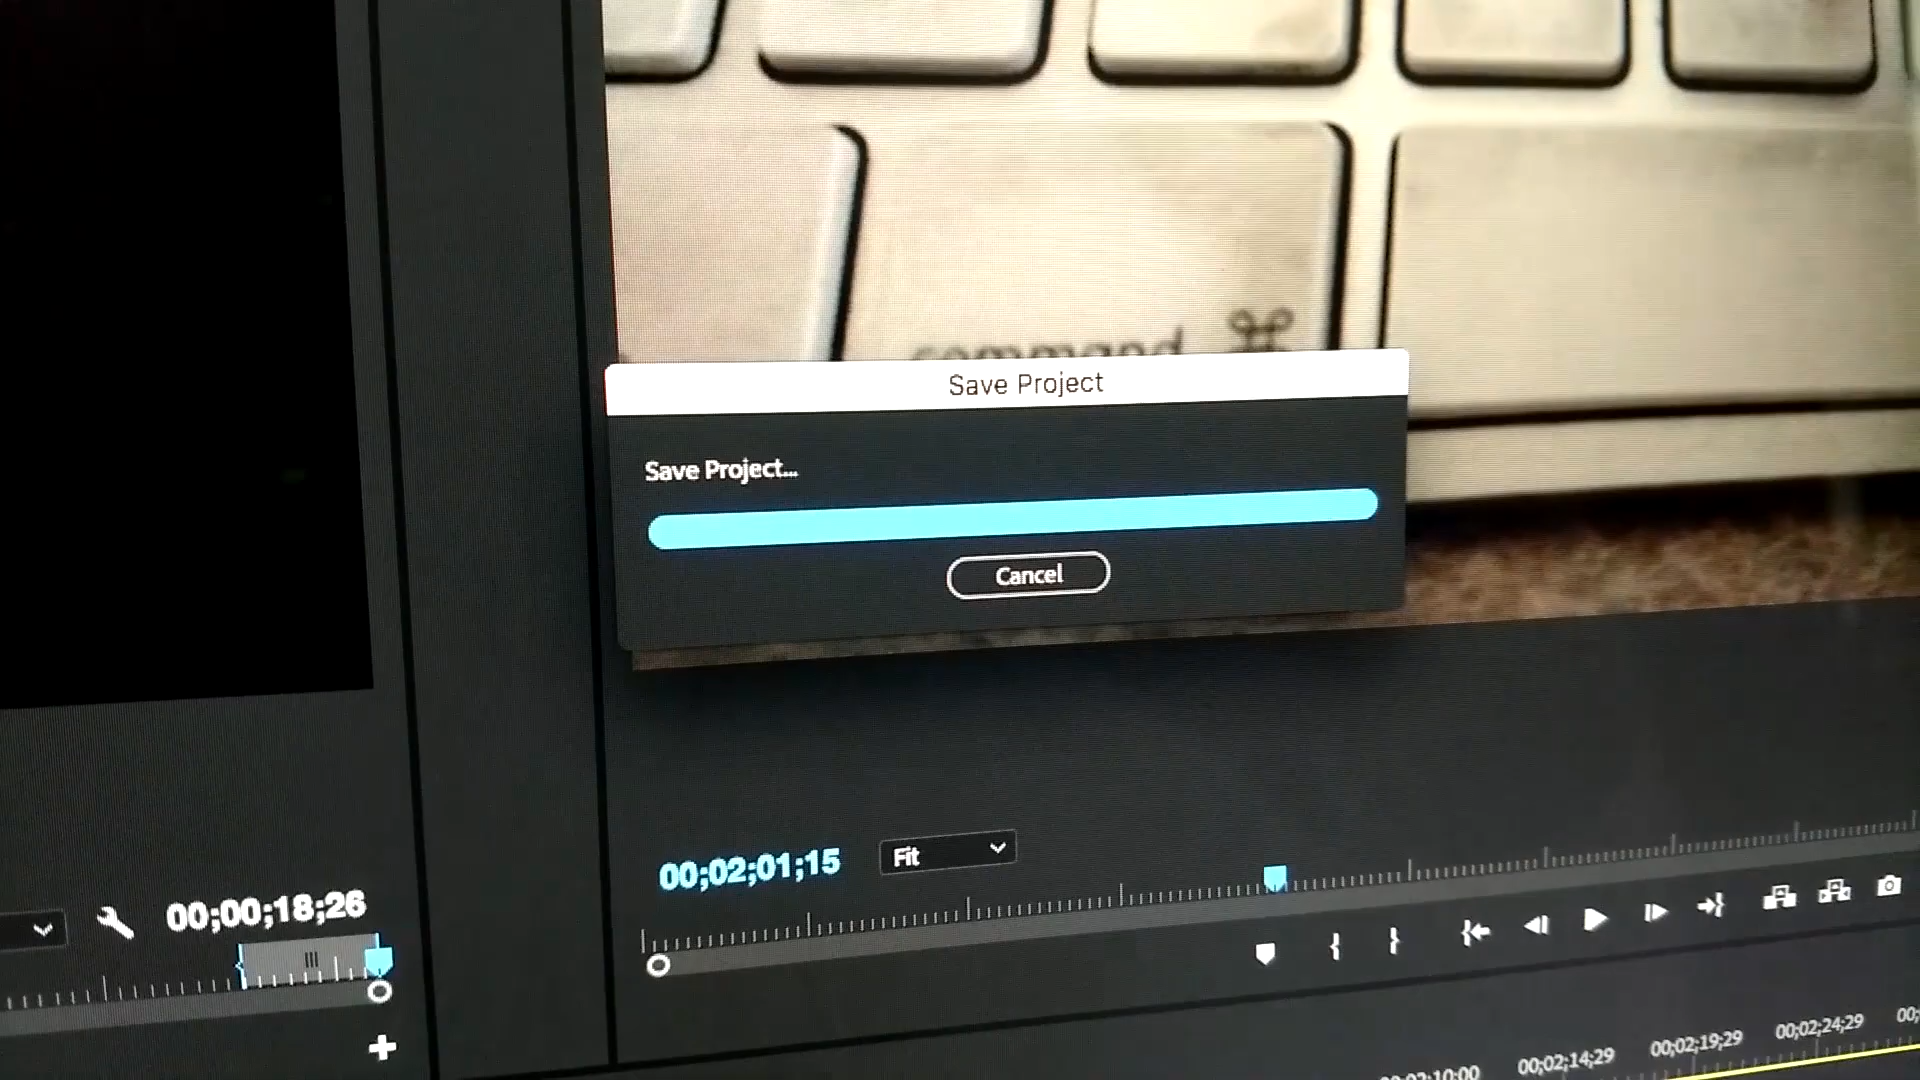 command ⌘
Save Project
Save Project...
Cancel
00;02;01;15
Fit
00;00;18;26
00;02;14;29
00;02;19;29
00;02;24;29